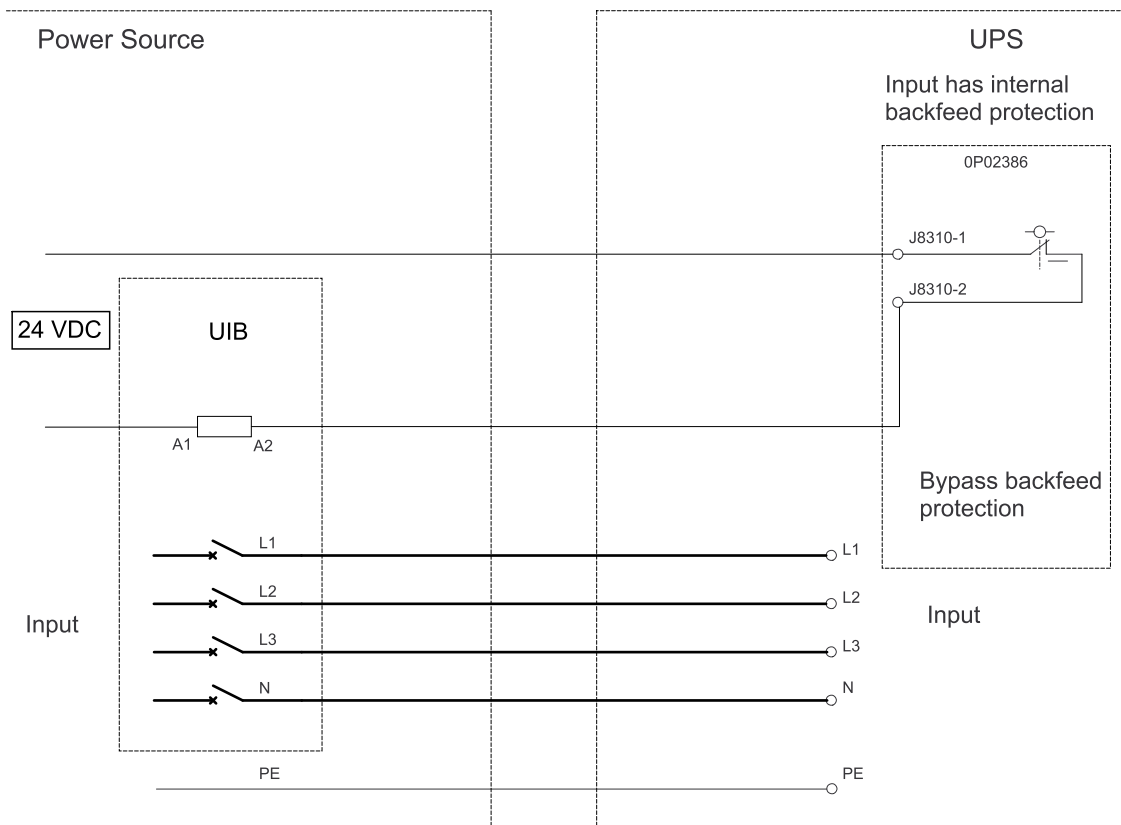 Power Source
UPS
Input has internal
backfeed protection
0P02386
J8310-1
J8310-2
24 VDC
UIB
A1
A2
Bypass backfeed
protection
L1
L1
L2
L2
Input
Input
L3
L3
N
N
PE
PE